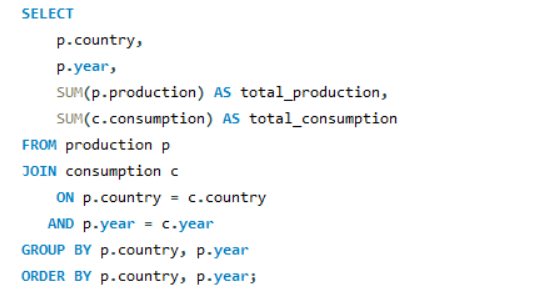 SELECT
    p.country,
    p.year,
    SUM(p.production) AS total_production,
    SUM(c.consumption) AS total_consumption
FROM production p
JOIN consumption c
    ON p.country = c.country
   AND p.year = c.year
GROUP BY p.country, p.year
ORDER BY p.country, p.year;